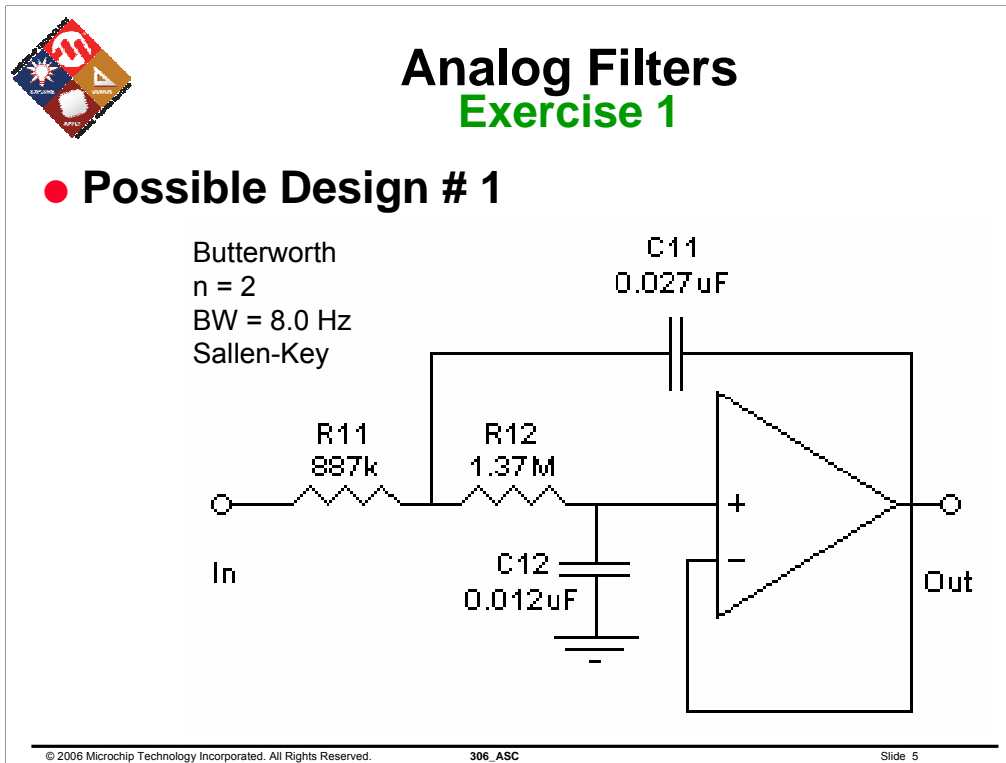 Analog Filters
Exercise 1
● Possible Design # 1
Butterworth
n = 2
BW = 8.0 Hz
Sallen-Key
C11
0.027uF
R11
887k
R12
1.37M
+
−
In
C12
0.012uF
Out
© 2006 Microchip Technology Incorporated. All Rights Reserved.
306_ASC
Slide 5